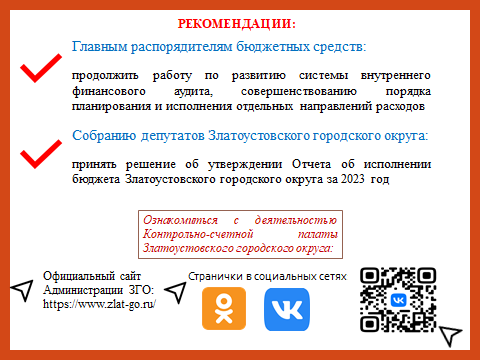 РЕКОМЕНДАЦИИ:
Главным распорядителям бюджетных средств:
продолжить работу по развитию системы внутреннего
финансового аудита, совершенствованию порядка
планирования и исполнения отдельных направлений расходов
Собранию депутатов Златоустовского городского округа:
принять решение об утверждении Отчета об исполнении
бюджета Златоустовского городского округа за 2023 год
Ознакомиться с деятельностью
Контрольно-счетной палаты
Златоустовского городского округа:
Официальный сайт
Администрации ЗГО:
https://www.zlat-go.ru/
Странички в социальных сетях